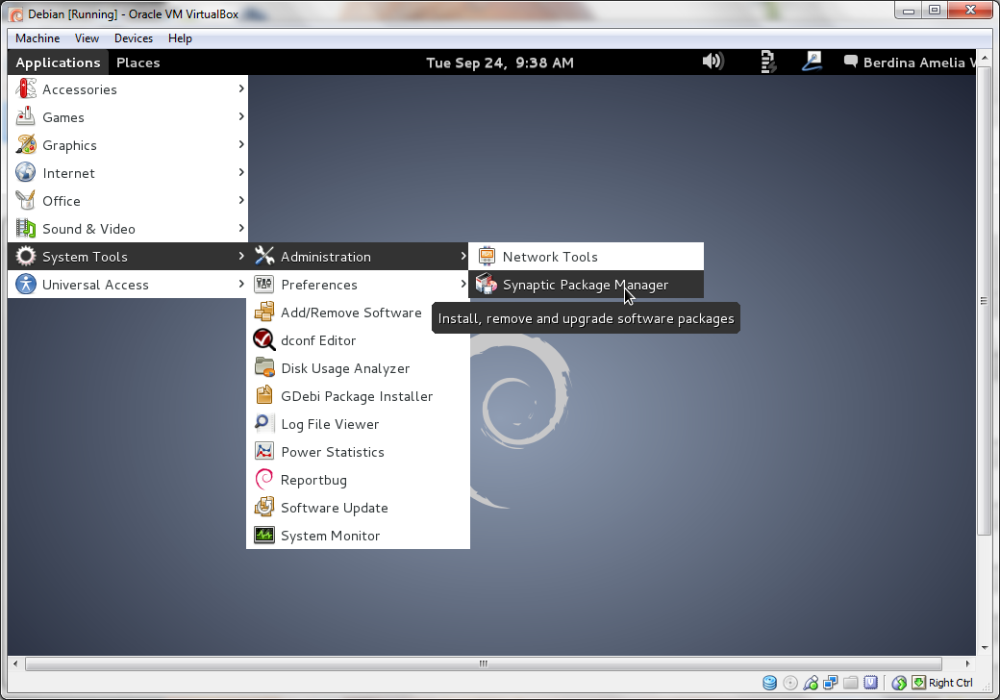 Debian [Running] - Oracle VM VirtualBox
Machine View Devices Help
Applications Places Tue Sep 24, 9:38 AM Berdina Amelia
Accessories
Games
Graphics
Internet
Office
Sound & Video
System Tools
Universal Access
Administration
Preferences
Add/Remove Software
dconf Editor
Disk Usage Analyzer
GDebi Package Installer
Log File Viewer
Power Statistics
Reportbug
Software Update
System Monitor
Network Tools
Synaptic Package Manager
Install, remove and upgrade software packages
Right Ctrl